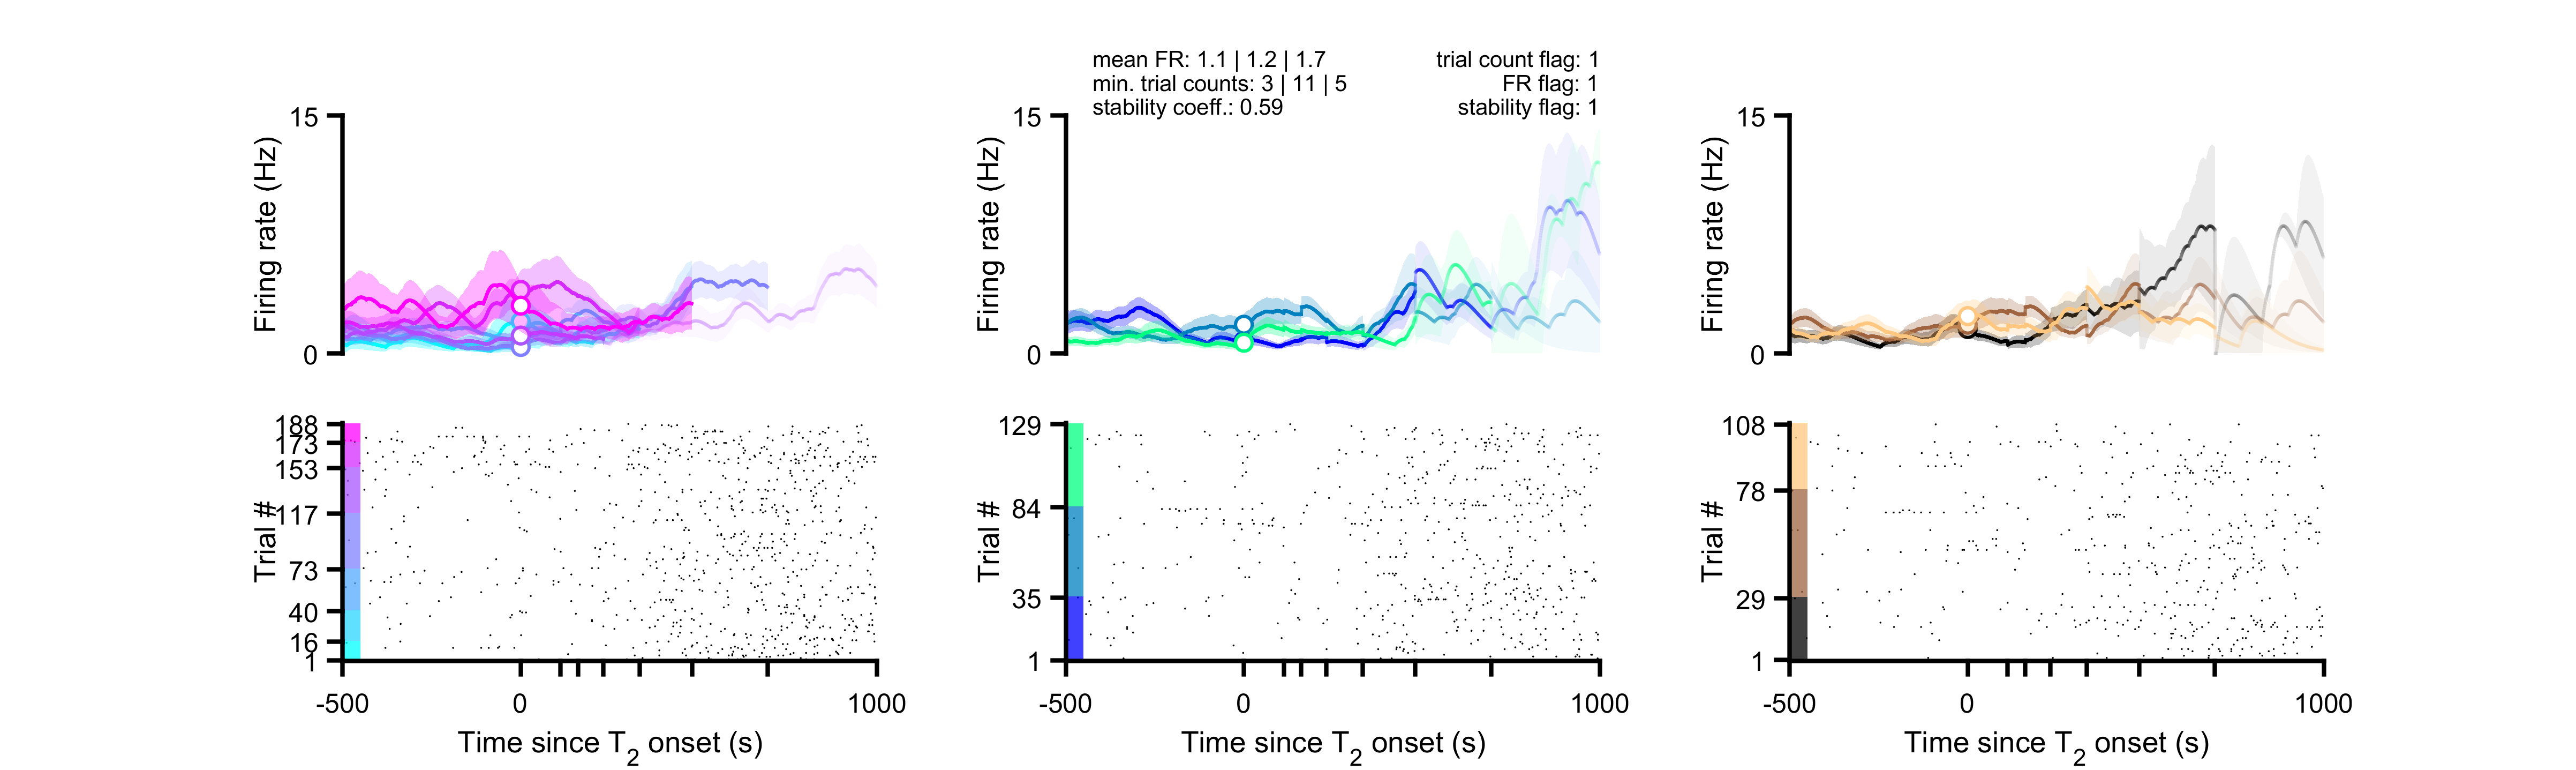 mean FR: 1.1 | 1.2 | 1.7
min. trial counts: 3 | 11 | 5
stability coeff.: 0.59
trial count flag: 1
FR flag: 1
stability flag: 1
15
Firing rate (Hz)
0
15
Firing rate (Hz)
0
15
Firing rate (Hz)
0
188
173
153
117
73
40
16
1
Trial #
-500
0
1000
Time since T2 onset (s)
129
84
35
1
Trial #
-500
0
1000
Time since T2 onset (s)
108
78
29
1
Trial #
-500
0
1000
Time since T2 onset (s)